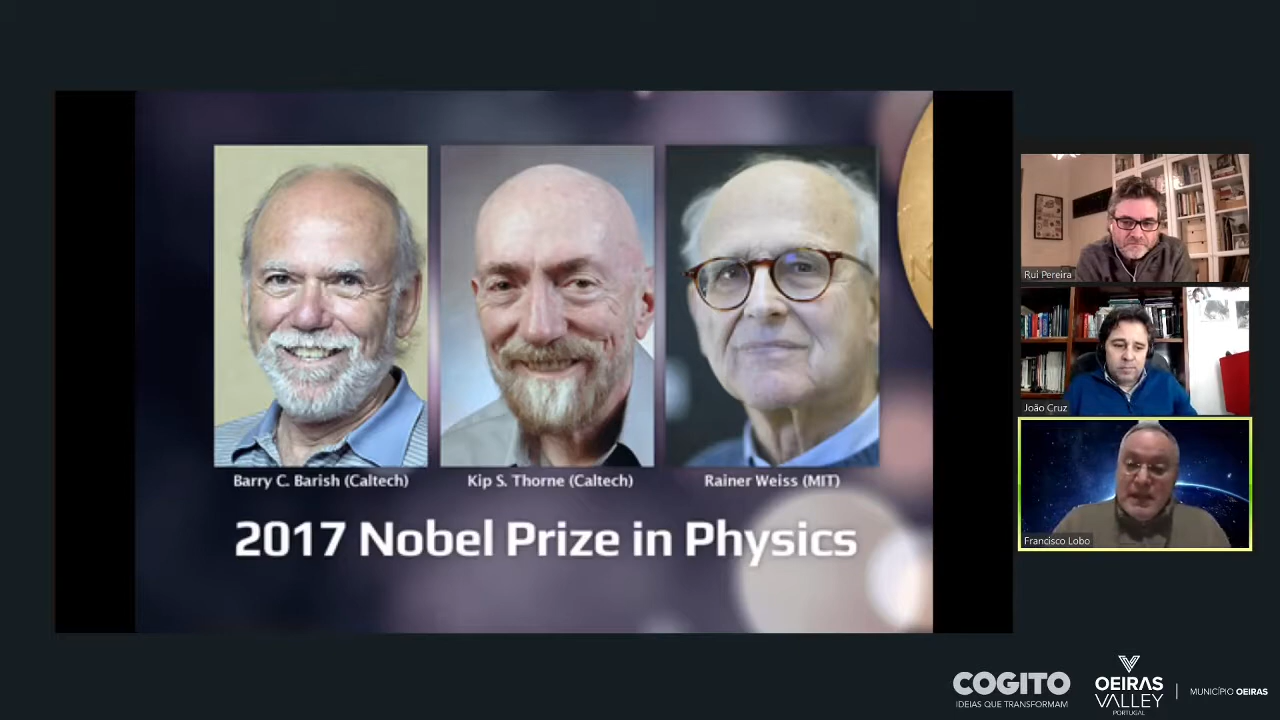 Barry C. Barish (Caltech)
Kip S. Thorne (Caltech)
Rainer Weiss (MIT)
2017 Nobel Prize in Physics
Rui Pereira
João Cruz
Francisco Lobo
COGITO
IDEIAS QUE TRANSFORMAM
OEIRAS
VALLEY
PORTUGAL
MUNICÍPIO OEIRAS